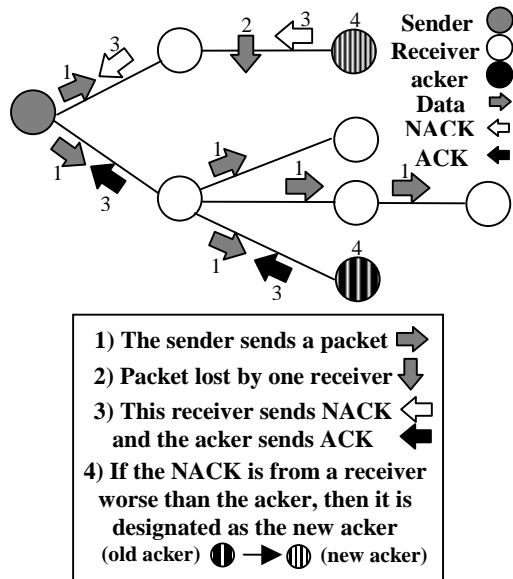 Sender
Receiver
acker
Data
NACK
ACK
3
1
2
3
4
1
3
1
1
1
1
3
4
1) The sender sends a packet
2) Packet lost by one receiver
3) This receiver sends NACK
and the acker sends ACK
4) If the NACK is from a receiver
worse than the acker, then it is
designated as the new acker
(old acker) (new acker)